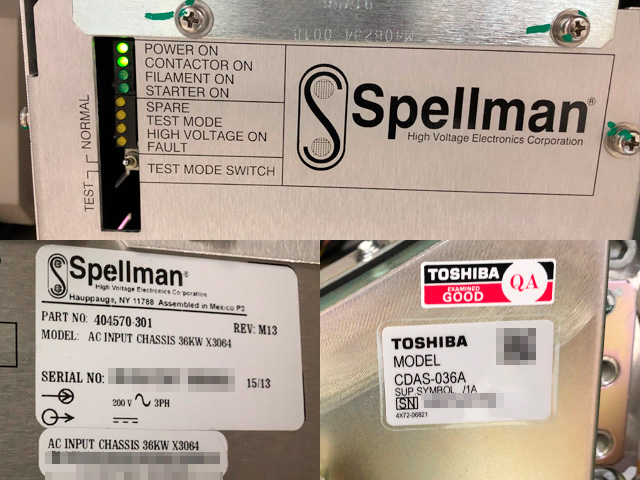 POWER ON
CONTACTOR ON
FILAMENT ON
STARTER ON
SPARE
TEST MODE
HIGH VOLTAGE ON
FAULT
TEST MODE SWITCH
TEST
NORMAL
Spellman®
High Voltage Electronics Corporation
Spellman®
High Voltage Electronics Corporation
Hauppauge, NY 11788 Assembled in Mexico P3
PART NO: 404570-301
REV: M13
MODEL: AC INPUT CHASSIS 36KW X3064
SERIAL NO:
15/13
200 V 3PH
AC INPUT CHASSIS 36KW X3064
TOSHIBA
EXAMINED
GOOD
QA
TOSHIBA
MODEL
CDAS-036A
SUP.SYMBOL /1A
SN
4X72-06621